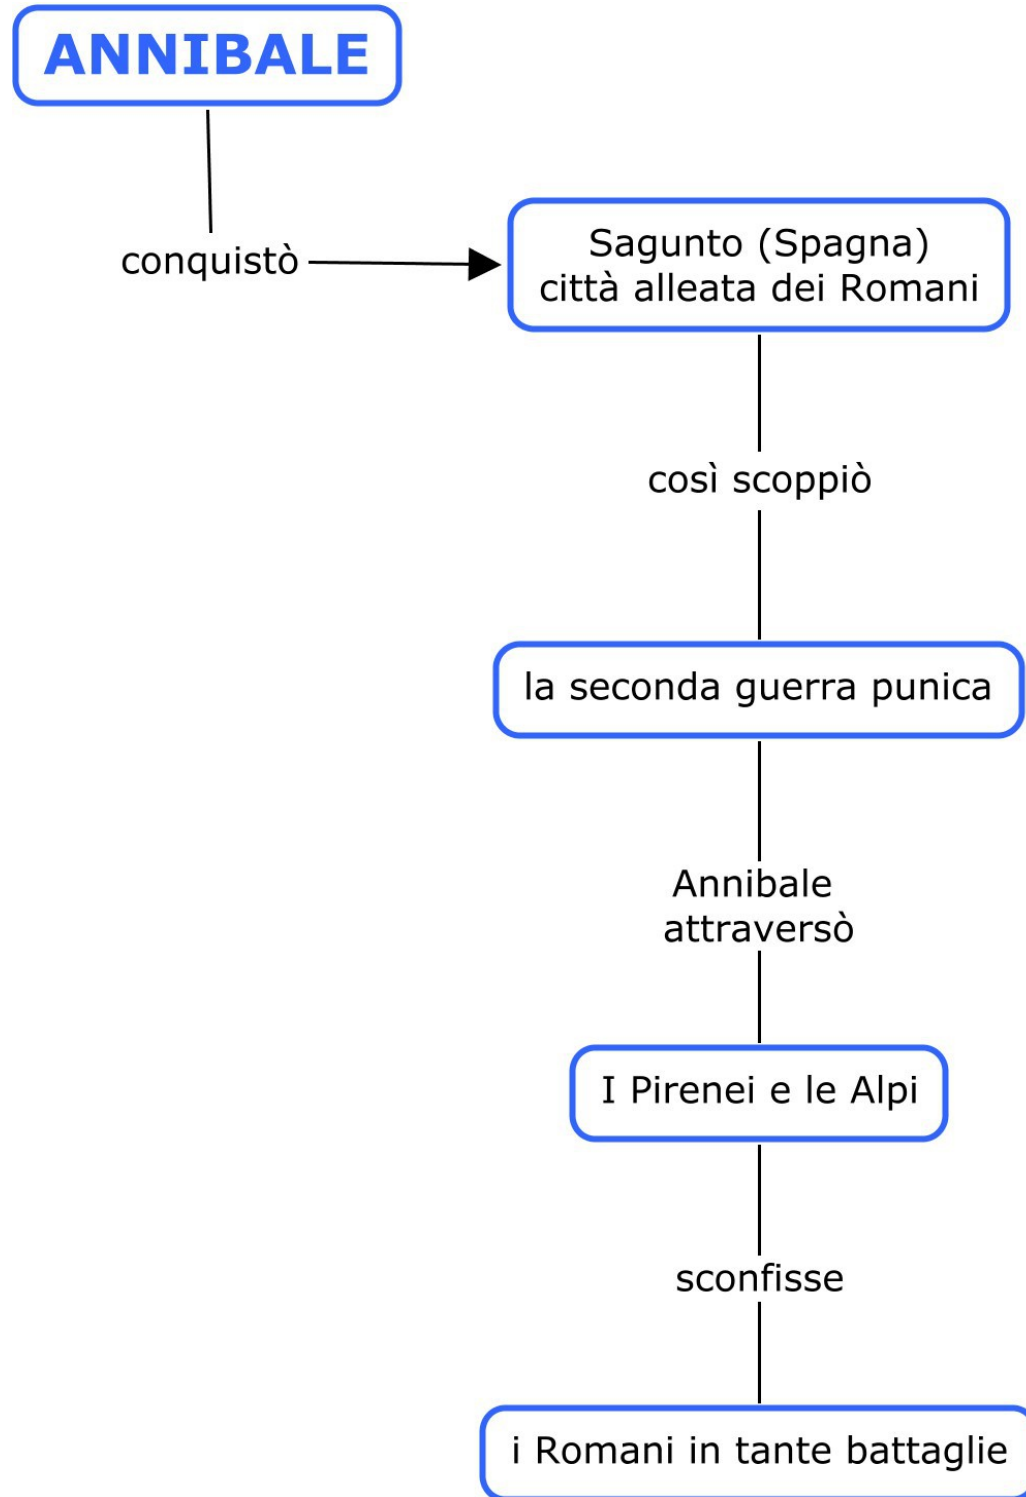 ANNIBALE
conquistò
Sagunto (Spagna)
città alleata dei Romani
così scoppiò
la seconda guerra punica
Annibale
attraversò
I Pirenei e le Alpi
sconfisse
i Romani in tante battaglie